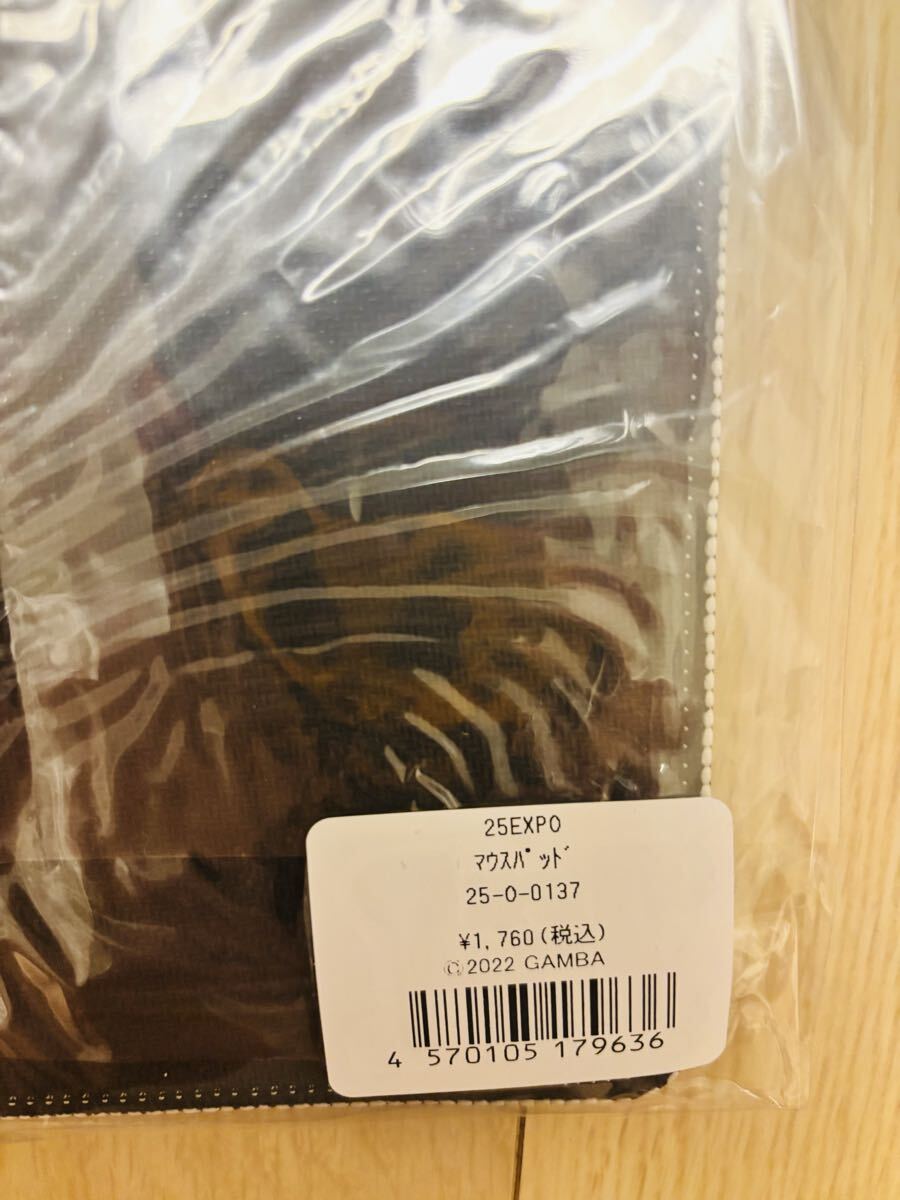 25EXPO
ﾏｳｽﾊﾟｯﾄﾞ
25-0-0137
¥1,760(税込)
©2022 GAMBA
4 570105 179636